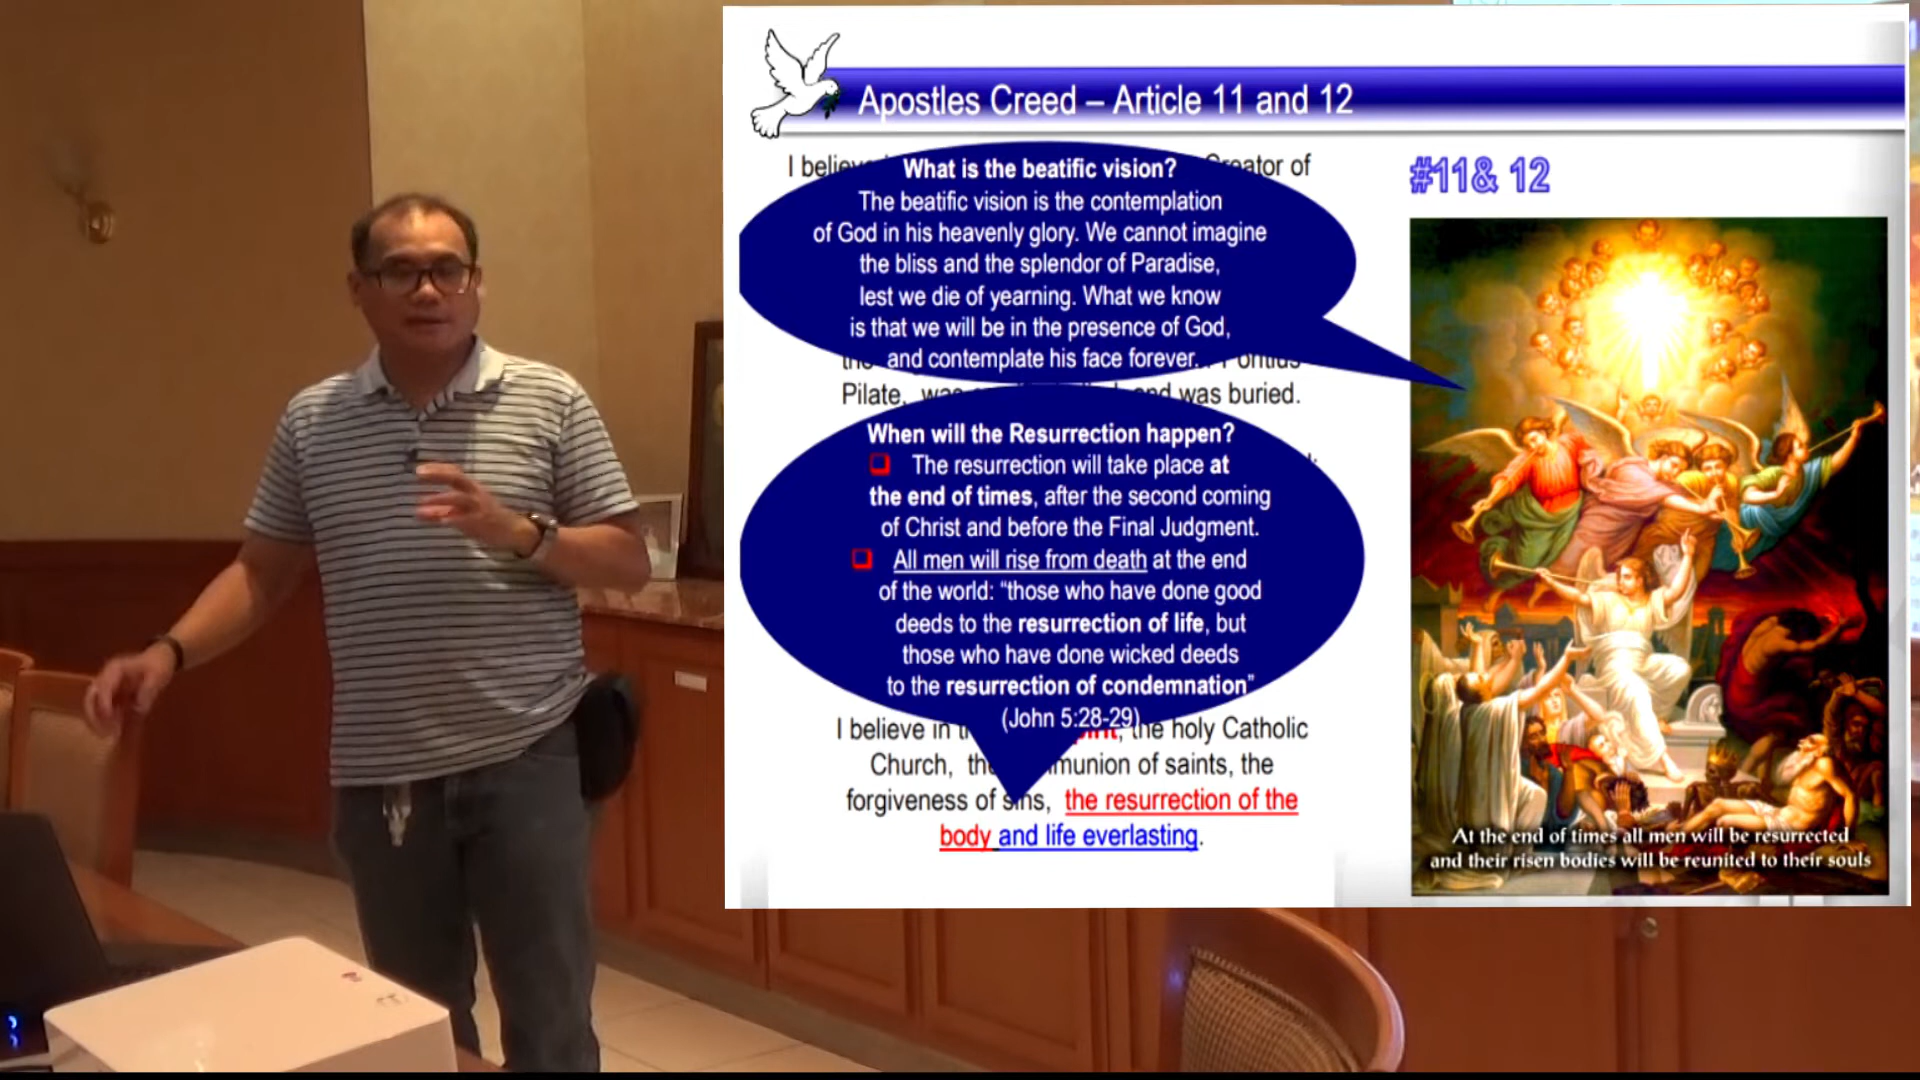 Apostles Creed – Article 11 and 12
#11& 12
What is the beatific vision?
The beatific vision is the contemplation
of God in his heavenly glory. We cannot imagine
the bliss and the splendor of Paradise,
lest we die of yearning. What we know
is that we will be in the presence of God,
and contemplate his face forever.
Pilate, was buried.
When will the Resurrection happen?
The resurrection will take place at
the end of times, after the second coming
of Christ and before the Final Judgment.
All men will rise from death at the end
of the world: “those who have done good
deeds to the resurrection of life, but
those who have done wicked deeds
to the resurrection of condemnation”
(John 5:28-29)
I believe in the holy Catholic
Church, of saints, the
forgiveness of sins, the resurrection of the
body and life everlasting.
At the end of times all men will be resurrected
and their risen bodies will be reunited to their souls